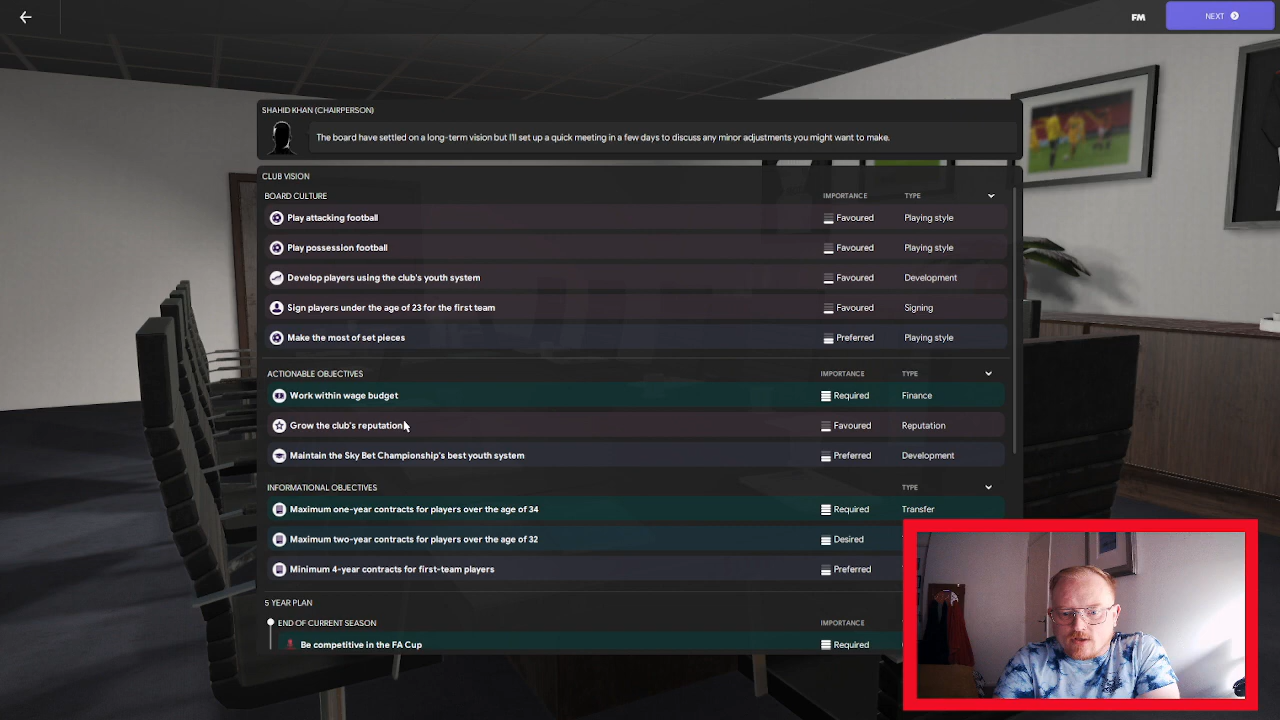 FM
NEXT
SHAHID KHAN (CHAIRPERSON)
The board have settled on a long-term vision but I'll set up a quick meeting in a few days to discuss any minor adjustments you might want to make.
CLUB VISION
BOARD CULTURE IMPORTANCE TYPE
Play attacking football Favoured Playing style
Play possession football Favoured Playing style
Develop players using the club's youth system Favoured Development
Sign players under the age of 23 for the first team Favoured Signing
Make the most of set pieces Preferred Playing style
ACTIONABLE OBJECTIVES IMPORTANCE TYPE
Work within wage budget Required Finance
Grow the club's reputation Favoured Reputation
Maintain the Sky Bet Championship's best youth system Preferred Development
INFORMATIONAL OBJECTIVES TYPE
Maximum one-year contracts for players over the age of 34 Required Transfer
Maximum two-year contracts for players over the age of 32 Desired
Minimum 4-year contracts for first-team players Preferred
5 YEAR PLAN
END OF CURRENT SEASON IMPORTANCE
Be competitive in the FA Cup Required